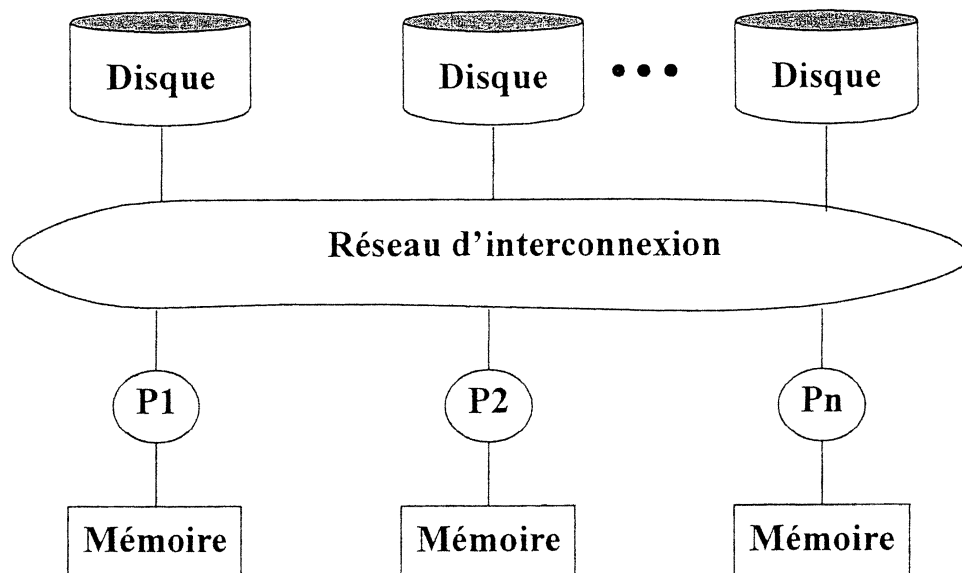 Disque Disque ••• Disque
Réseau d'interconnexion
P1 P2 Pn
Mémoire Mémoire Mémoire